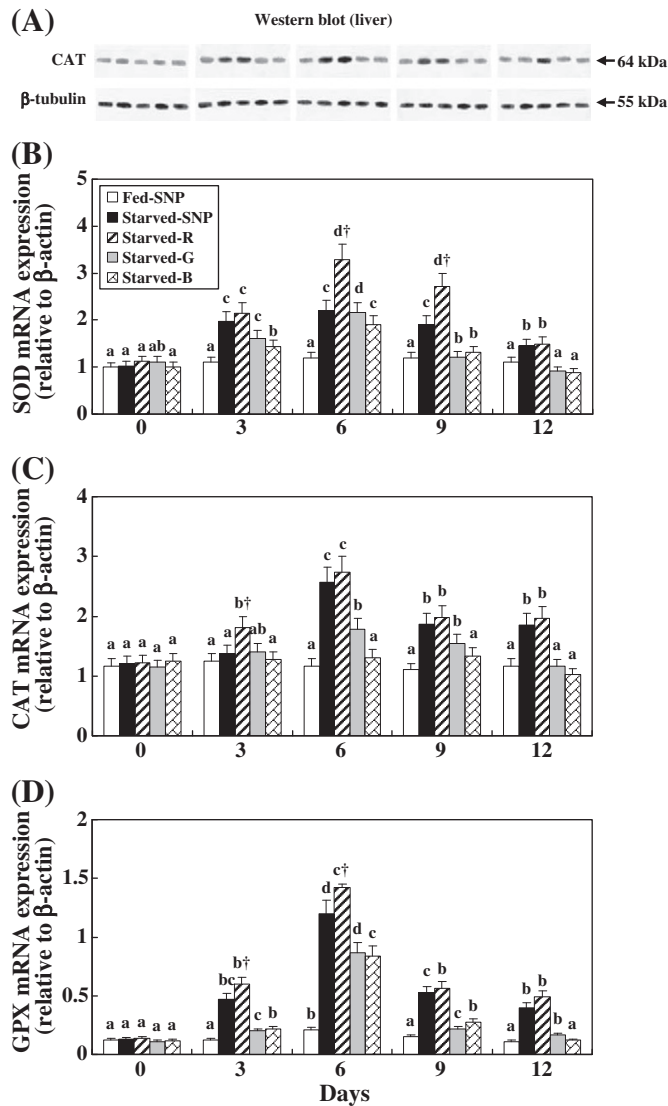 (A)
Western blot (liver)
CAT
64 kDa
β-tubulin
55 kDa
(B)
SOD mRNA expression
(relative to β-actin)
5
4
3
2
1
0
Fed-SNP
Starved-SNP
Starved-R
Starved-G
Starved-B
a a a ab a
a c c c b
a c d† d c
a c d† b b
a b b a a
0 3 6 9 12
(C)
CAT mRNA expression
(relative to β-actin)
4
3
2
1
0
a a a a a
a a b† ab a
a c c b a
a b b b a
a b b a a
0 3 6 9 12
(D)
GPX mRNA expression
(relative to β-actin)
2
1.5
1
0.5
0
a a a a a
a bc b† c b
b d c† d c
a c b c b
a b b b a
0 3 6 9 12
Days